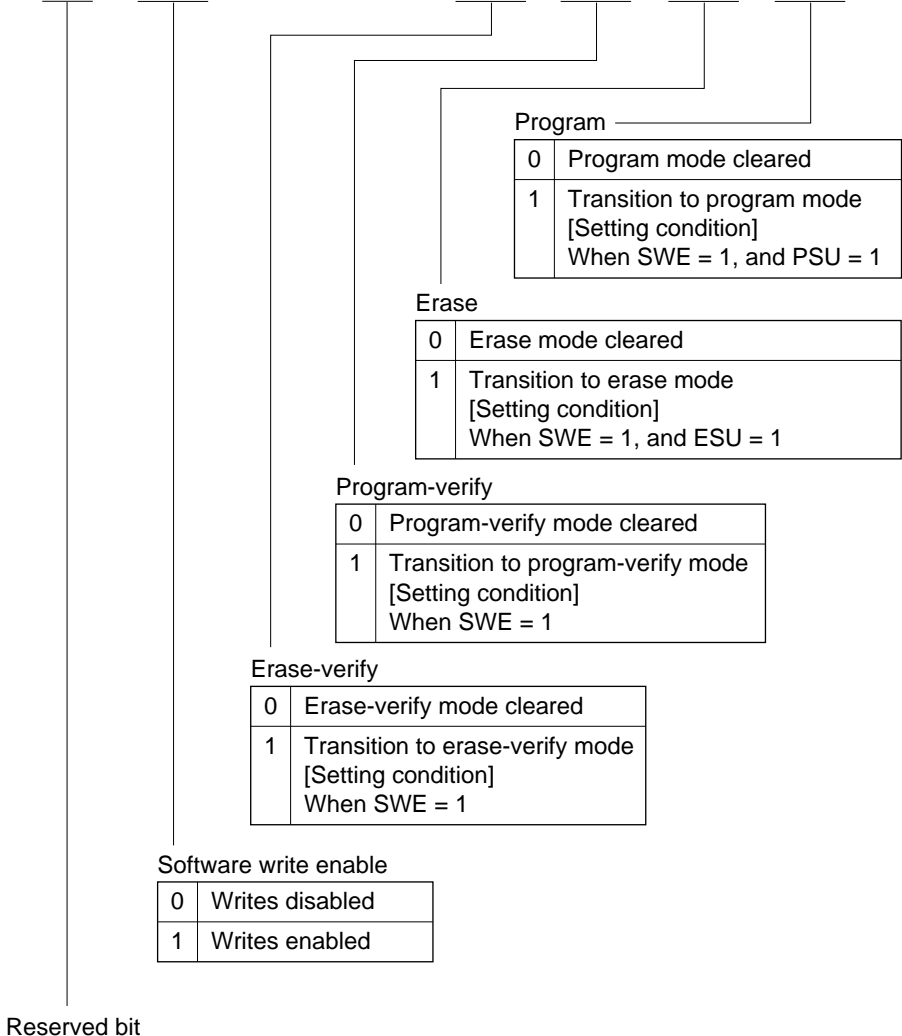 Program
0 Program mode cleared
1 Transition to program mode
[Setting condition]
When SWE = 1, and PSU = 1
Erase
0 Erase mode cleared
1 Transition to erase mode
[Setting condition]
When SWE = 1, and ESU = 1
Program-verify
0 Program-verify mode cleared
1 Transition to program-verify mode
[Setting condition]
When SWE = 1
Erase-verify
0 Erase-verify mode cleared
1 Transition to erase-verify mode
[Setting condition]
When SWE = 1
Software write enable
0 Writes disabled
1 Writes enabled
Reserved bit